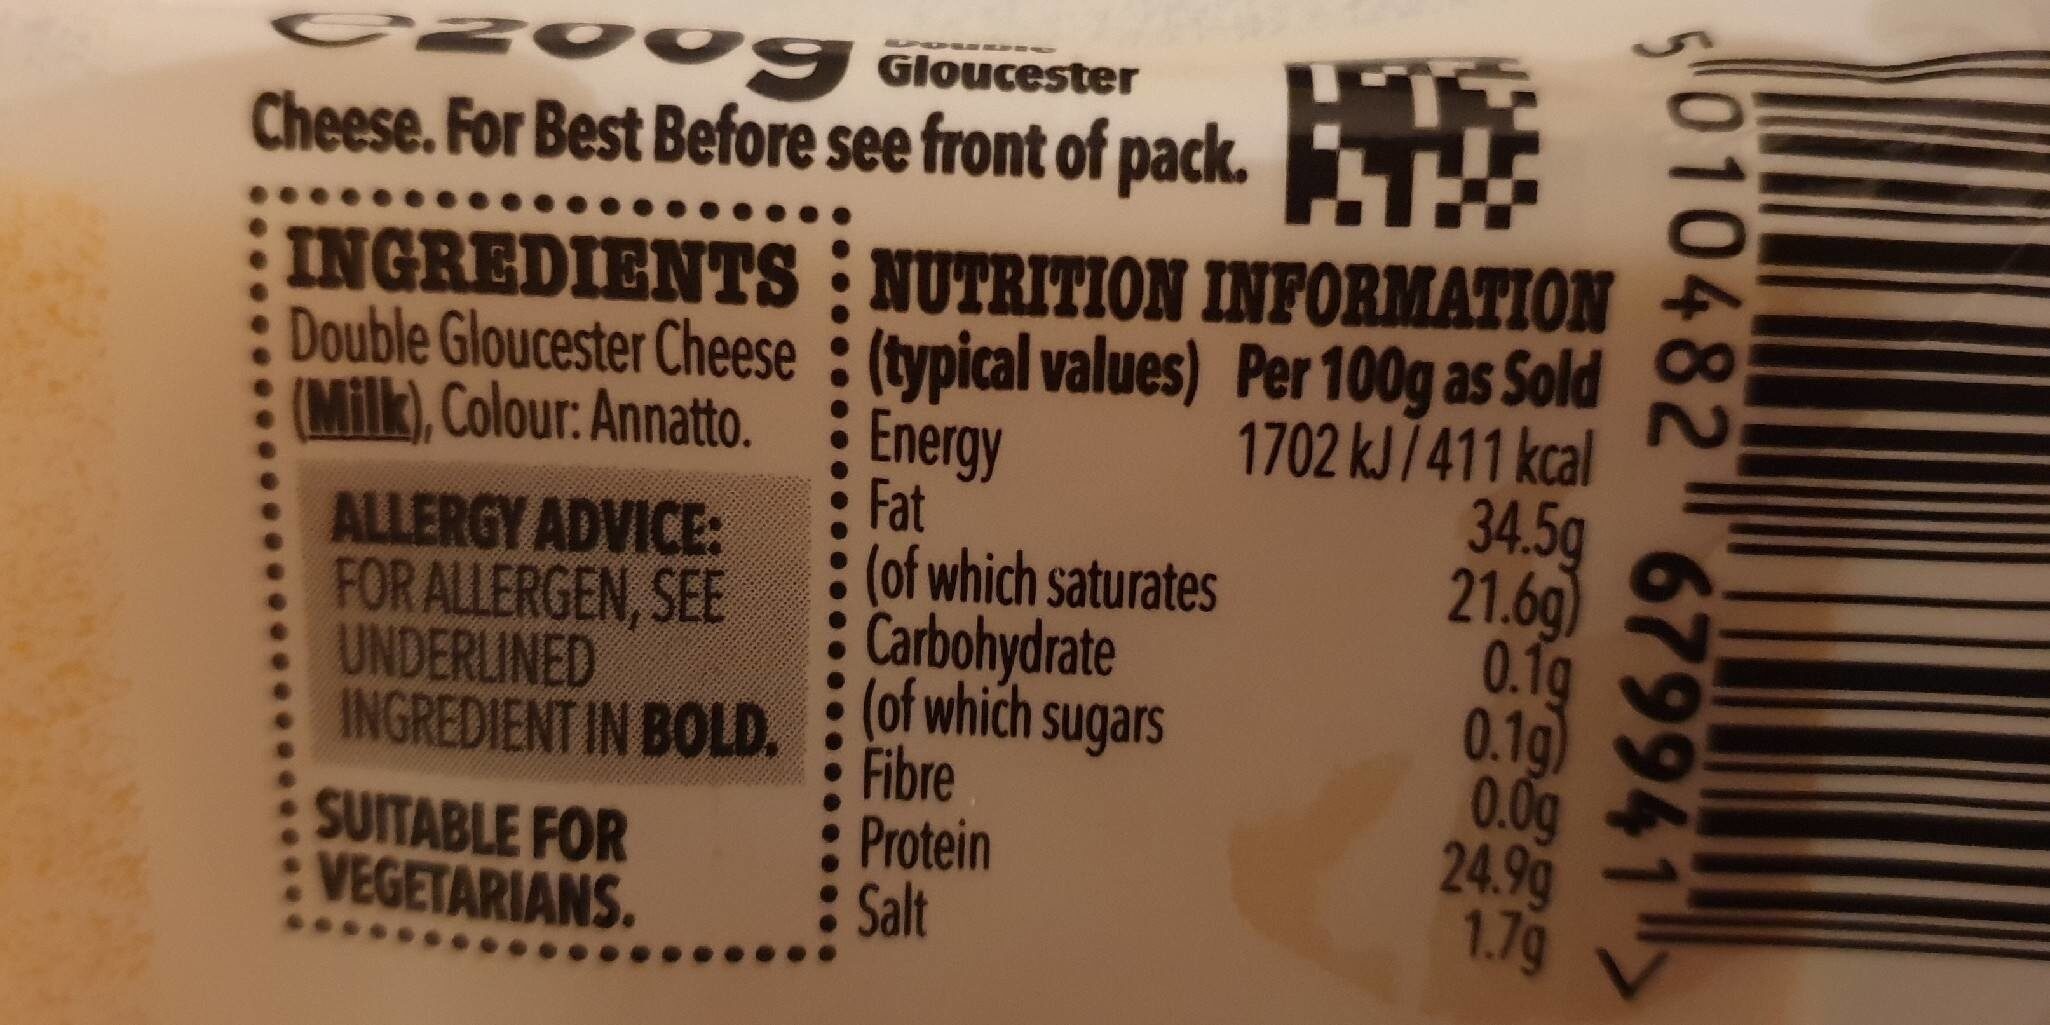 e200g Double
Gloucester
Cheese. For Best Before see front of pack.
INGREDIENTS
Double Gloucester Cheese
(Milk), Colour: Annatto.
ALLERGY ADVICE:
FOR ALLERGEN, SEE
UNDERLINED
INGREDIENT IN BOLD.
SUITABLE FOR
VEGETARIANS.
NUTRITION INFORMATION
(typical values) Per 100g as Sold
Energy 1702 kJ / 411 kcal
Fat 34.5g
(of which saturates 21.6g)
Carbohydrate 0.1g
(of which sugars 0.1g)
Fibre 0.0g
Protein 24.9g
Salt 1.7g
5 010482 679941 >